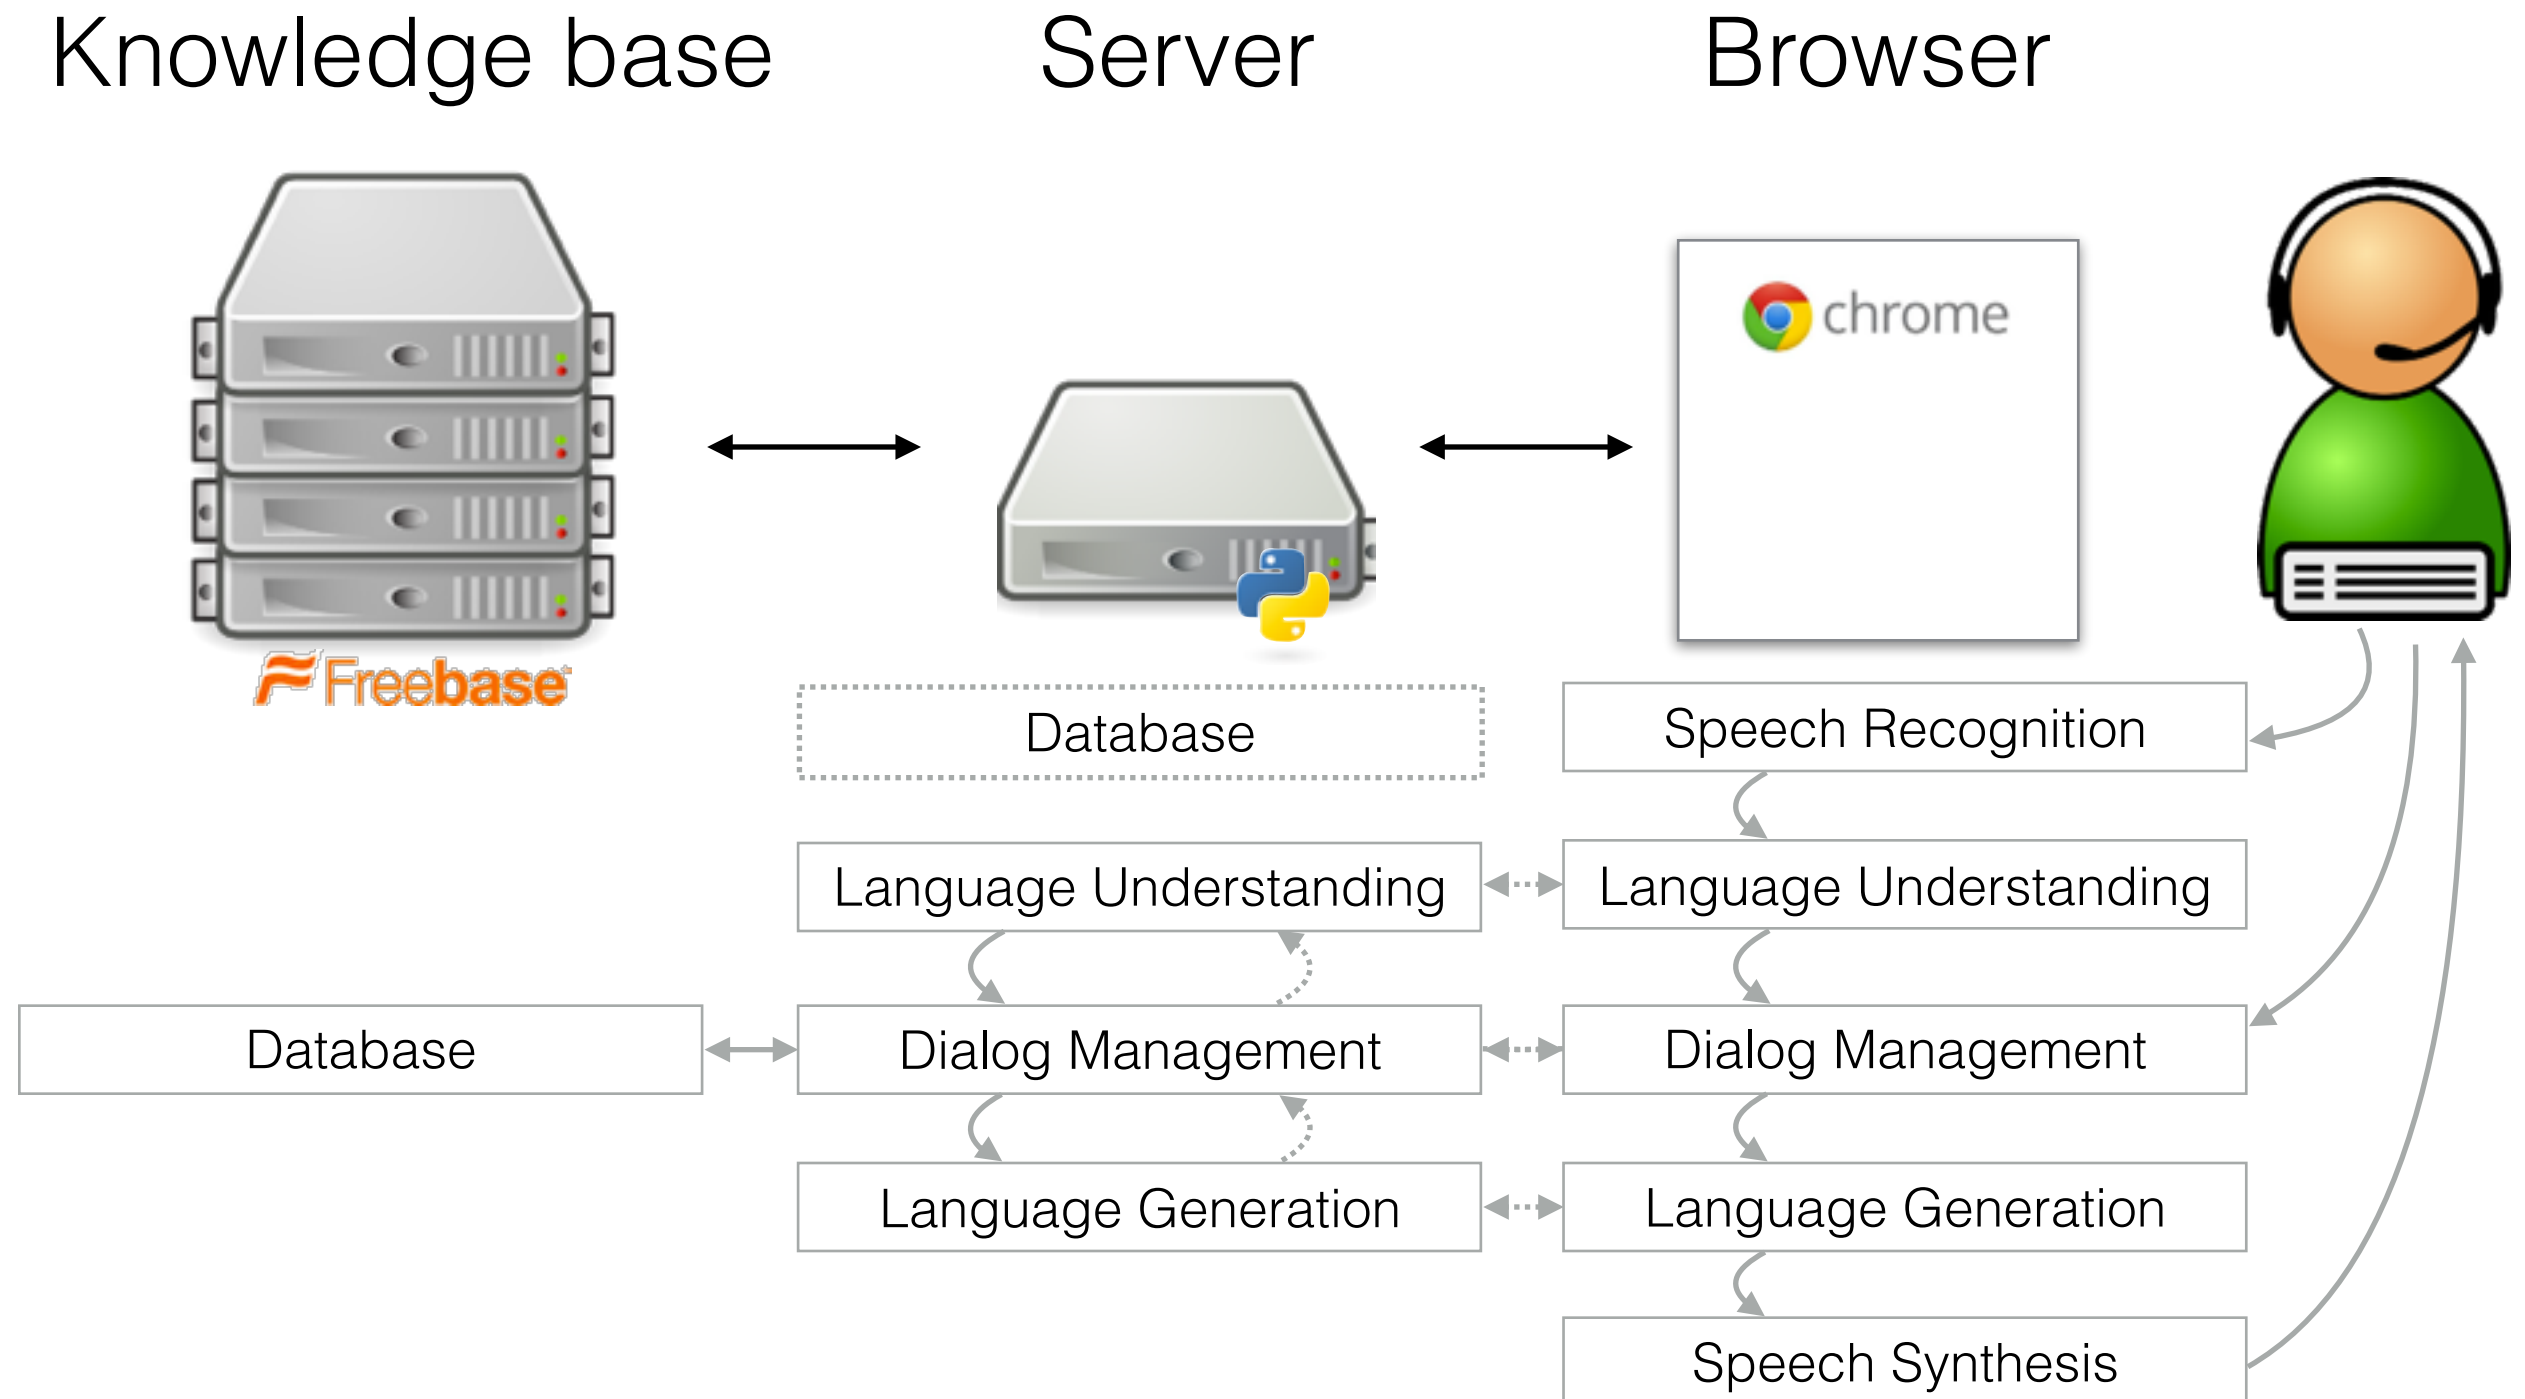 Knowledge base
Server
Browser
chrome
Freebase
Database
Speech Recognition
Language Understanding
Language Understanding
Database
Dialog Management
Dialog Management
Language Generation
Language Generation
Speech Synthesis